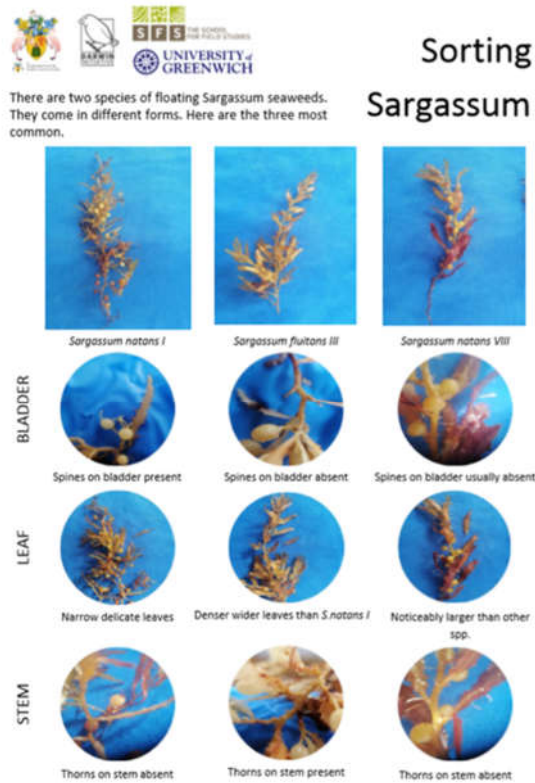 DARWIN
SFS THE SCHOOL
FOR FIELD STUDIES
UNIVERSITY of
GREENWICH
Sorting
Sargassum
There are two species of floating Sargassum seaweeds.
They come in different forms. Here are the three most
common.
Sargassum natans I
Sargassum fluitans III
Sargassum natans VIII
BLADDER
Spines on bladder present
Spines on bladder absent
Spines on bladder usually absent
LEAF
Narrow delicate leaves
Denser wider leaves than S.natans I
Noticeably larger than other
spp.
STEM
Thorns on stem absent
Thorns on stem present
Thorns on stem absent